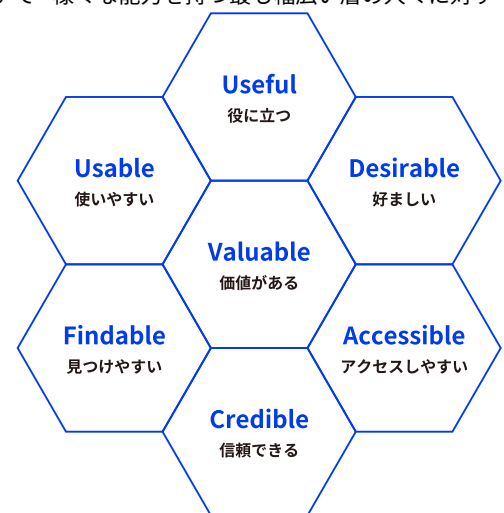 Useful
役に立つ
Usable
使いやすい
Desirable
好ましい
Valuable
価値がある
Findable
見つけやすい
Accessible
アクセスしやすい
Credible
信頼できる